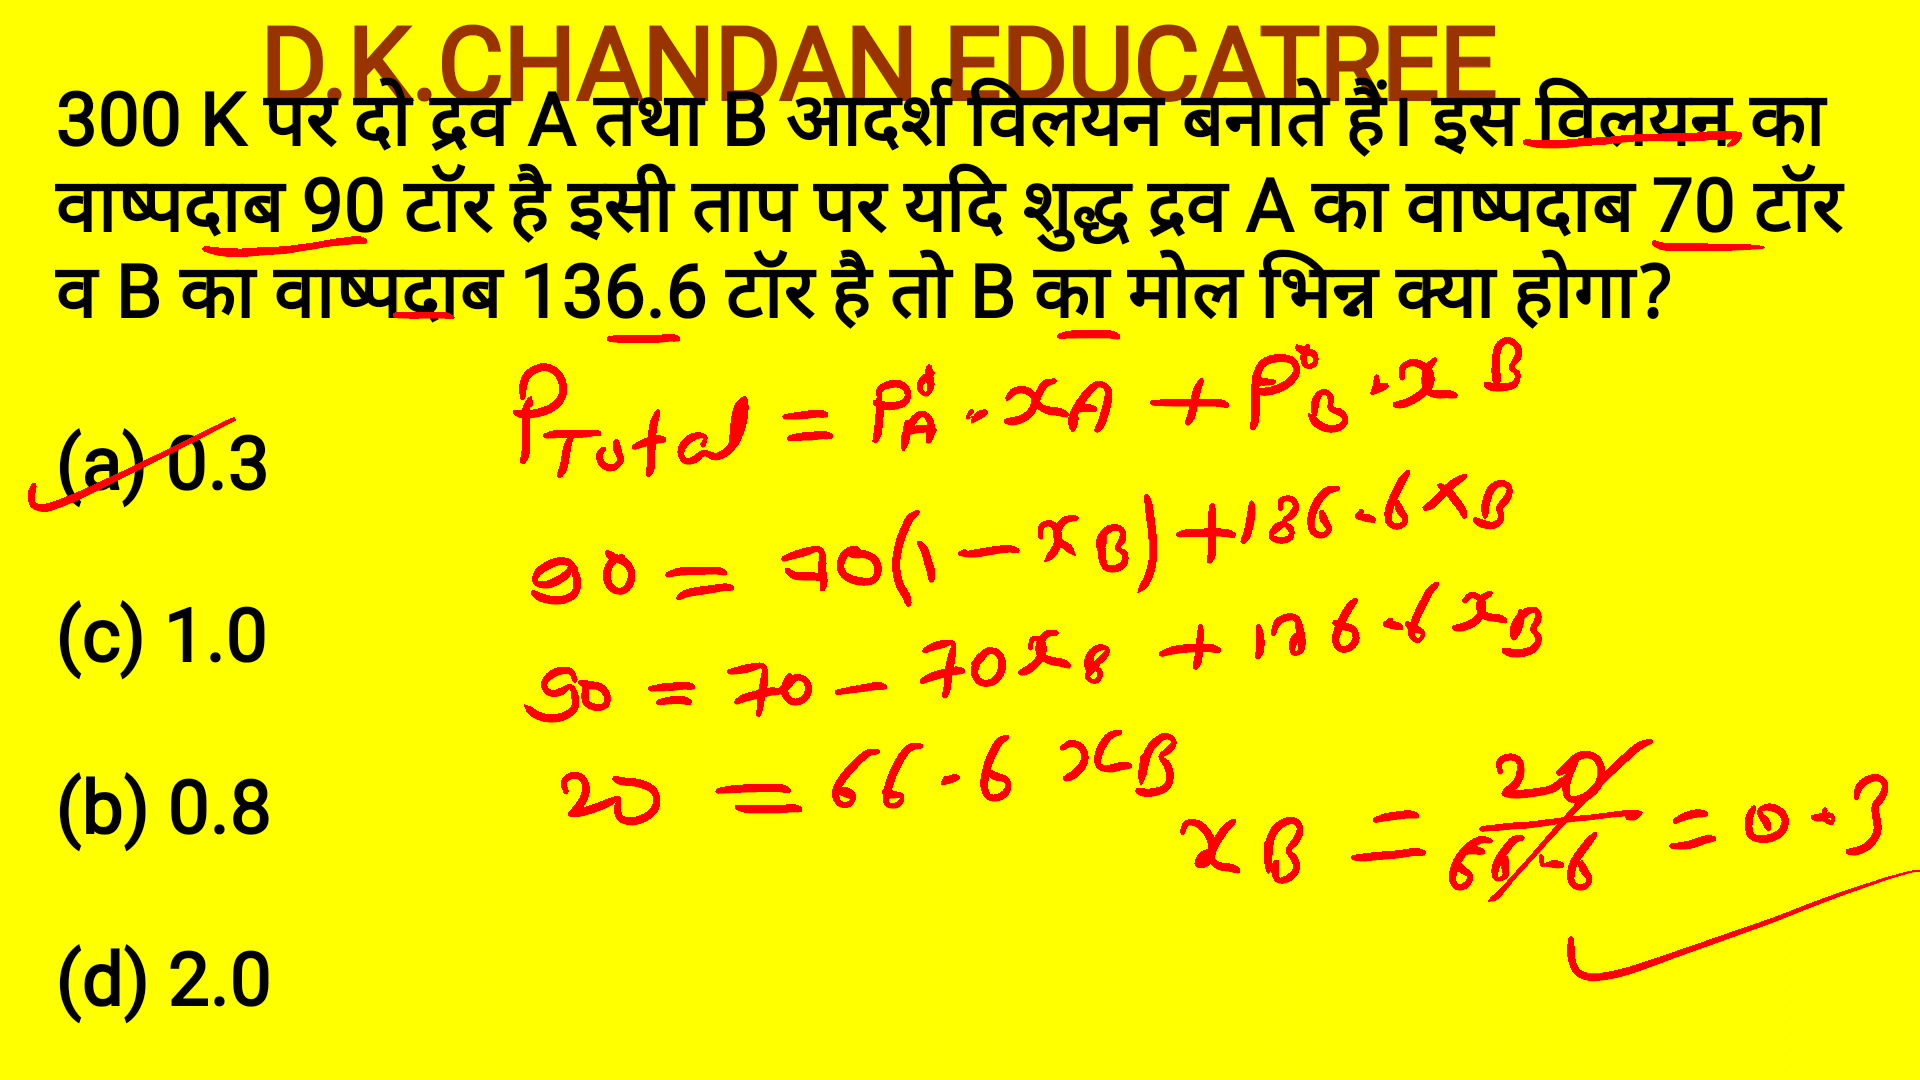 D.K.CHANDAN EDUCATREE
300 K पर दो द्रव A तथा B आदर्श विलयन बनाते हैं। इस विलयन का
वाष्पदाब 90 टॉर है इसी ताप पर यदि शुद्ध द्रव A का वाष्पदाब 70 टॉर
व B का वाष्पदाब 136.6 टॉर है तो B का मोल भिन्न क्या होगा?
P Total = P°A . xA + P°B . xB
(a) 0.3
90 = 70(1 - xB) + 136.6 xB
(c) 1.0
90 = 70 - 70xB + 136.6 xB
20 = 66.6 xB
(b) 0.8
xB = 20/66.6 = 0.3
(d) 2.0